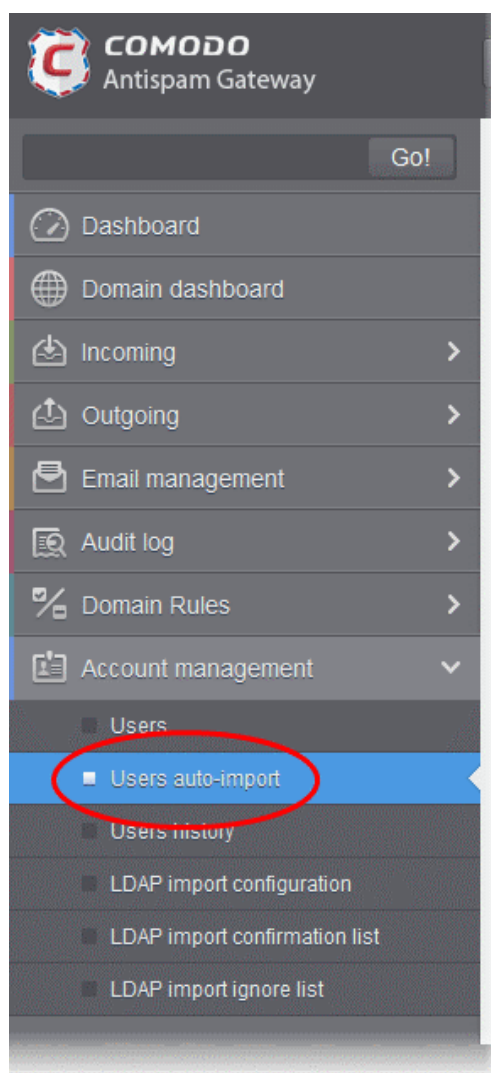 COMODO
Antispam Gateway
Go!
Dashboard
Domain dashboard
Incoming
Outgoing
Email management
Audit log
Domain Rules
Account management
Users
Users auto-import
Users history
LDAP import configuration
LDAP import confirmation list
LDAP import ignore list